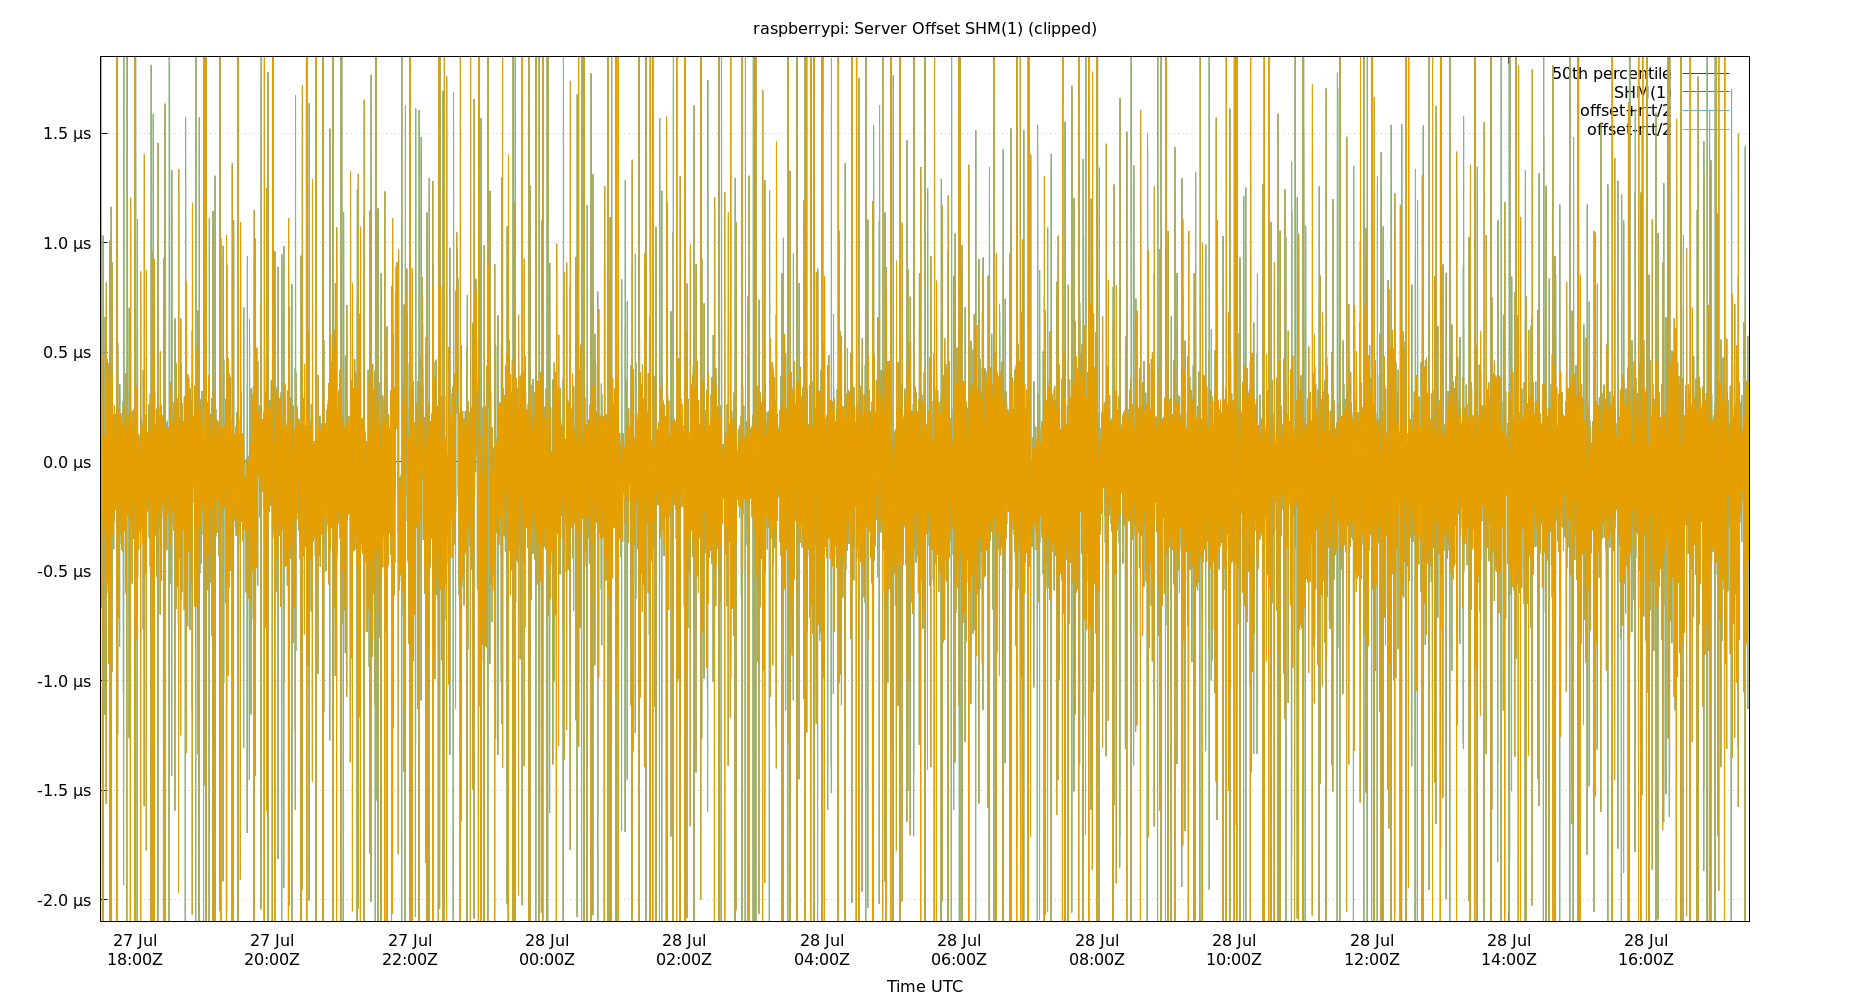 raspberrypi: Server Offset SHM(1) (clipped)
50th percentile
SHM(1)
offset+rtt/2
offset-rtt/2
1.5 µs
1.0 µs
0.5 µs
0.0 µs
-0.5 µs
-1.0 µs
-1.5 µs
-2.0 µs
27 Jul 27 Jul 27 Jul 28 Jul 28 Jul 28 Jul 28 Jul 28 Jul 28 Jul 28 Jul 28 Jul 28 Jul
18:00Z 20:00Z 22:00Z 00:00Z 02:00Z 04:00Z 06:00Z 08:00Z 10:00Z 12:00Z 14:00Z 16:00Z
Time UTC